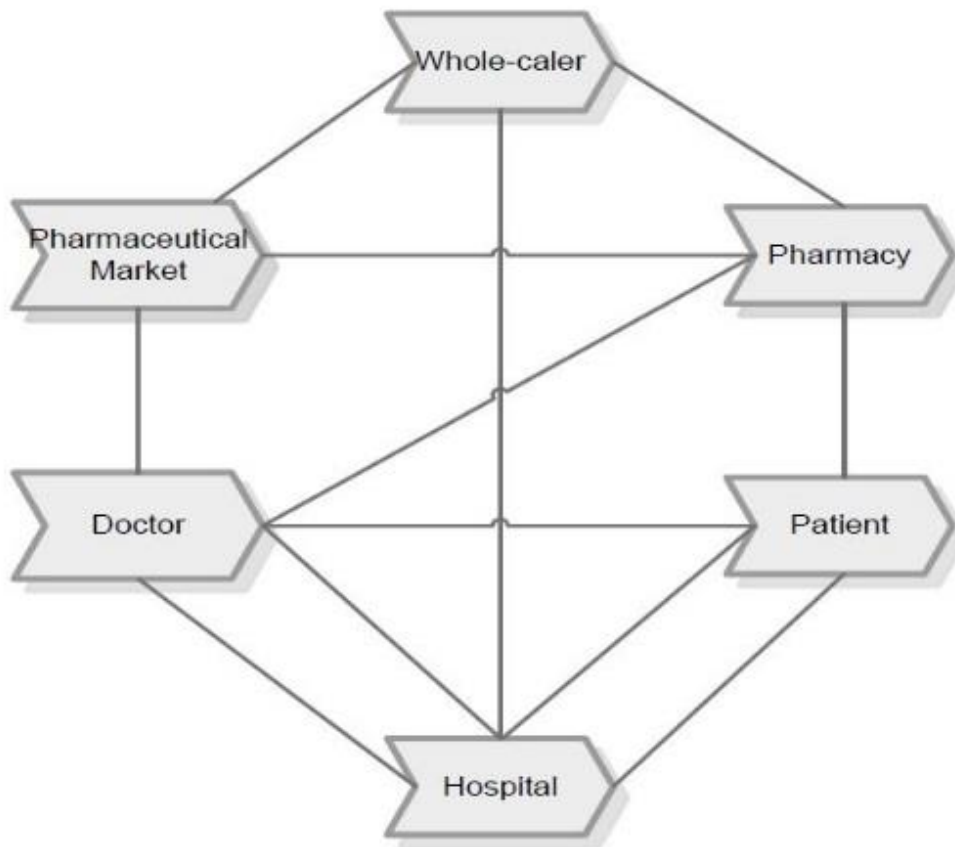 Whole-caler
Pharmaceutical
Market
Pharmacy
Doctor
Patient
Hospital